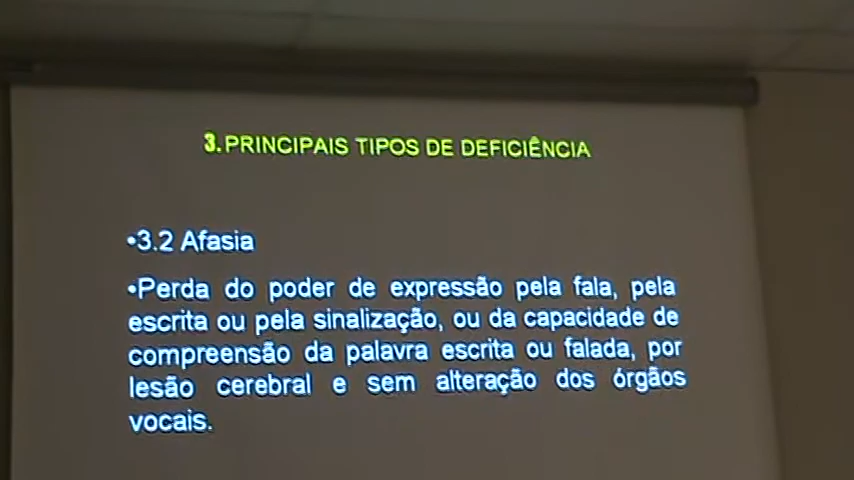 3. PRINCIPAIS TIPOS DE DEFICIÊNCIA
•3.2 Afasia
•Perda do poder de expressão pela fala, pela
escrita ou pela sinalização, ou da capacidade de
compreensão da palavra escrita ou falada, por
lesão cerebral e sem alteração dos órgãos
vocais.